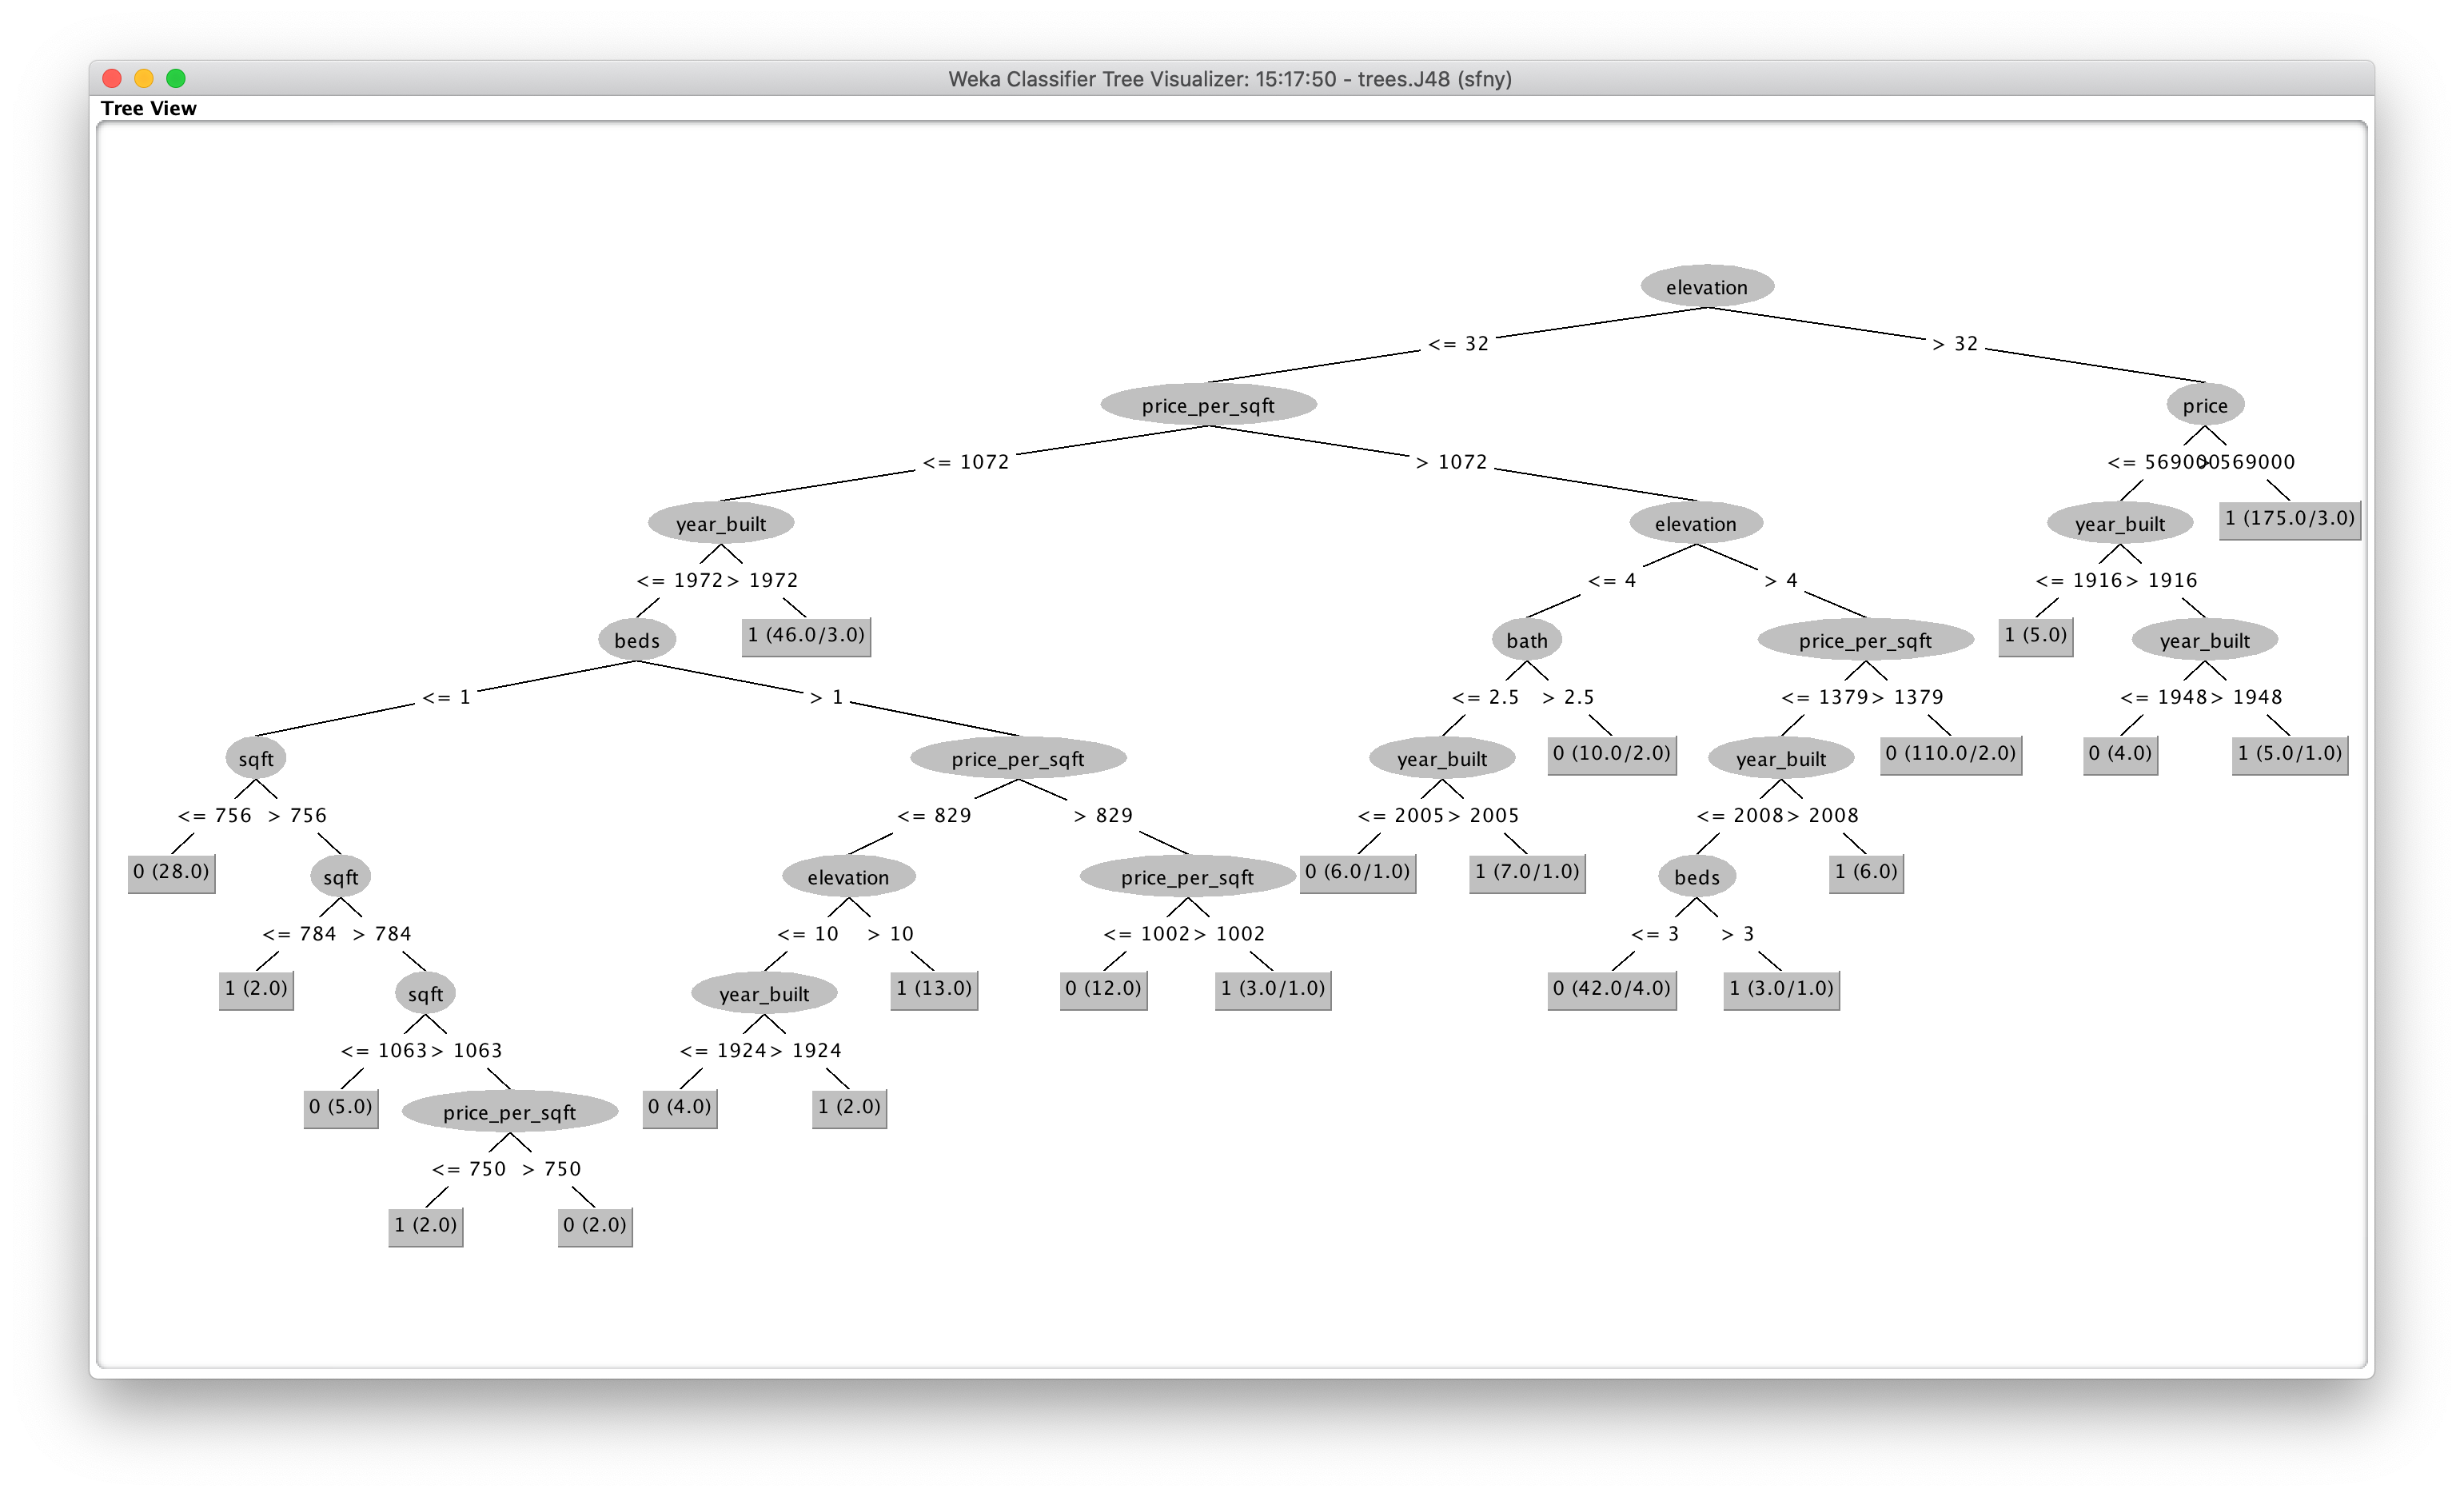 Weka Classifier Tree Visualizer: 15:17:50 - trees.J48 (sfny)
Tree View
elevation
<= 32 > 32
price_per_sqft price
<= 1072 > 1072 <= 569000 > 569000
year_built elevation year_built 1 (175.0/3.0)
<= 1972 > 1972 <= 4 > 4 <= 1916 > 1916
beds 1 (46.0/3.0) bath price_per_sqft 1 (5.0) year_built
<= 1 > 1 <= 2.5 > 2.5 <= 1379 > 1379 <= 1948 > 1948
sqft price_per_sqft year_built 0 (10.0/2.0) year_built 0 (110.0/2.0) 0 (4.0) 1 (5.0/1.0)
<= 756 > 756 <= 829 > 829 <= 2005 > 2005 <= 2008 > 2008
0 (28.0) sqft elevation price_per_sqft 0 (6.0/1.0) 1 (7.0/1.0) beds 1 (6.0)
<= 784 > 784 <= 10 > 10 <= 1002 > 1002 <= 3 > 3
1 (2.0) sqft year_built 1 (13.0) 0 (12.0) 1 (3.0/1.0) 0 (42.0/4.0) 1 (3.0/1.0)
<= 1063 > 1063 <= 1924 > 1924
0 (5.0) price_per_sqft 0 (4.0) 1 (2.0)
<= 750 > 750
1 (2.0) 0 (2.0)